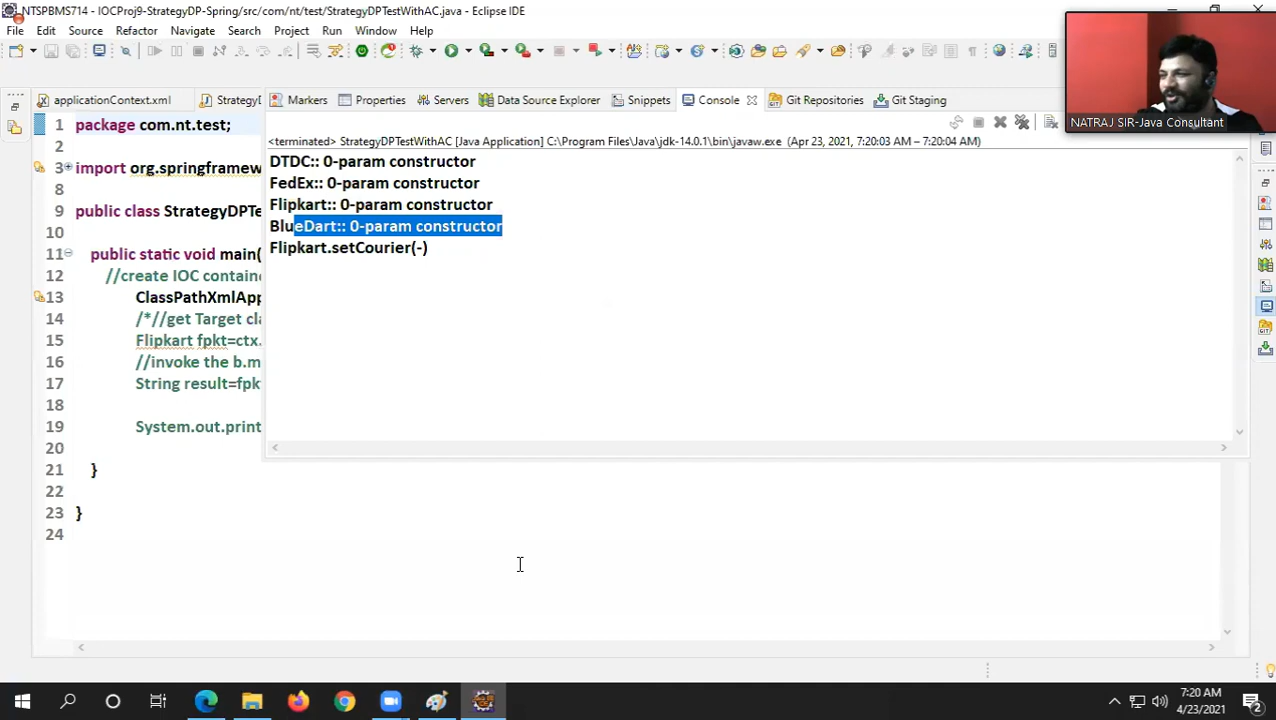 NTSPBMS714 - IOCProj9-StrategyDP-Spring/src/com/nt/test/StrategyDPTestWithAC.java - Eclipse IDE
File Edit Source Refactor Navigate Search Project Run Window Help
applicationContext.xml StrategyD Markers Properties Servers Data Source Explorer Snippets Console Git Repositories Git Staging
NATRAJ SIR-Java Consultant
<terminated> StrategyDPTestWithAC [Java Application] C:\Program Files\Java\jdk-14.0.1\bin\javaw.exe (Apr 23, 2021, 7:20:03 AM – 7:20:04 AM)
DTDC:: 0-param constructor
FedEx:: 0-param constructor
Flipkart:: 0-param constructor
BlueDart:: 0-param constructor
Flipkart.setCourier(-)
1 package com.nt.test;
2
3 import org.springframew
8
9 public class StrategyDPTe
10
11 public static void main(
12 //create IOC containe
13 ClassPathXmlApp
14 /*//get Target cla
15 Flipkart fpkt=ctx.
16 //invoke the b.m
17 String result=fpk
18
19 System.out.print
20
21 }
22
23 }
24
7:20 AM
4/23/2021
2